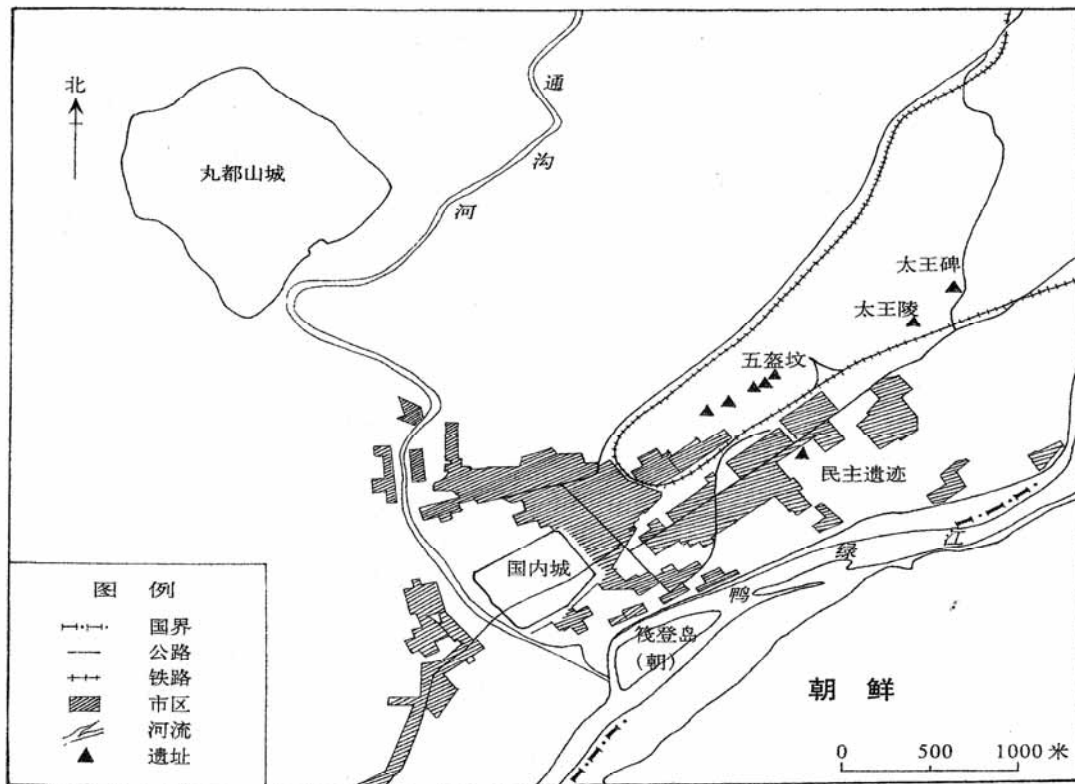 北
通
沟
河
丸都山城
太王碑
太王陵
五盔坟
民主遗迹
国内城
鸭
绿
江
筏登岛
(朝)
朝 鲜
图 例
国界
公路
铁路
市区
河流
遗址
0 500 1000 米